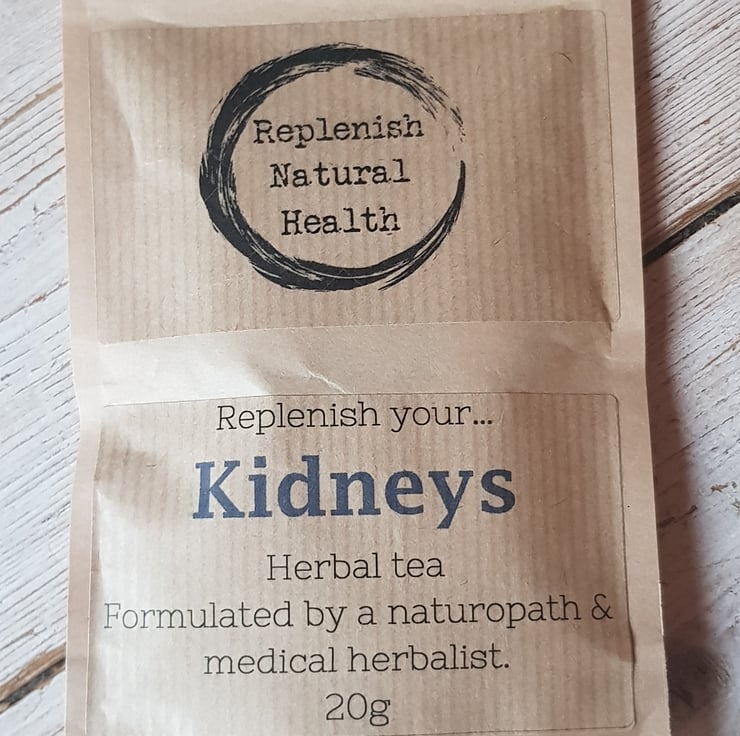 Replenish
Natural
Health
Replenish your...
Kidneys
Herbal tea
Formulated by a naturopath &
medical herbalist.
20g